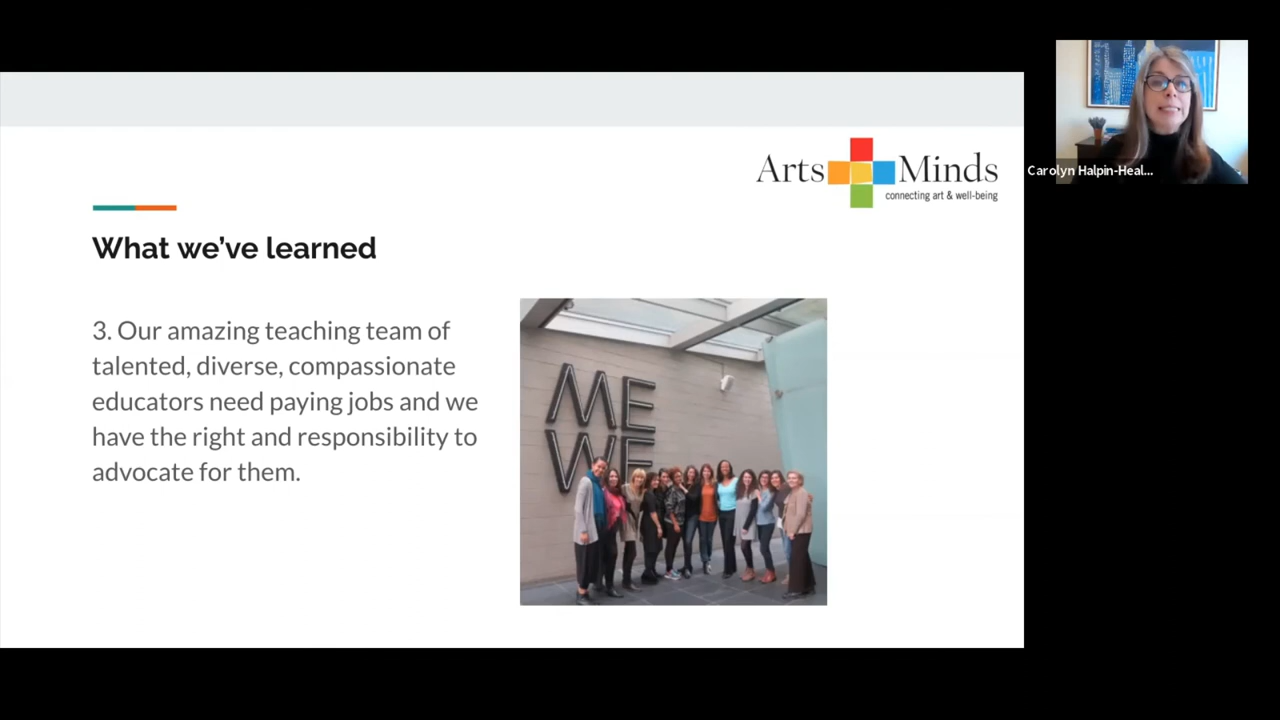 Arts Minds
connecting art & well-being
Carolyn Halpin-Heal...
What we’ve learned
3. Our amazing teaching team of
talented, diverse, compassionate
educators need paying jobs and we
have the right and responsibility to
advocate for them.
ME
WE